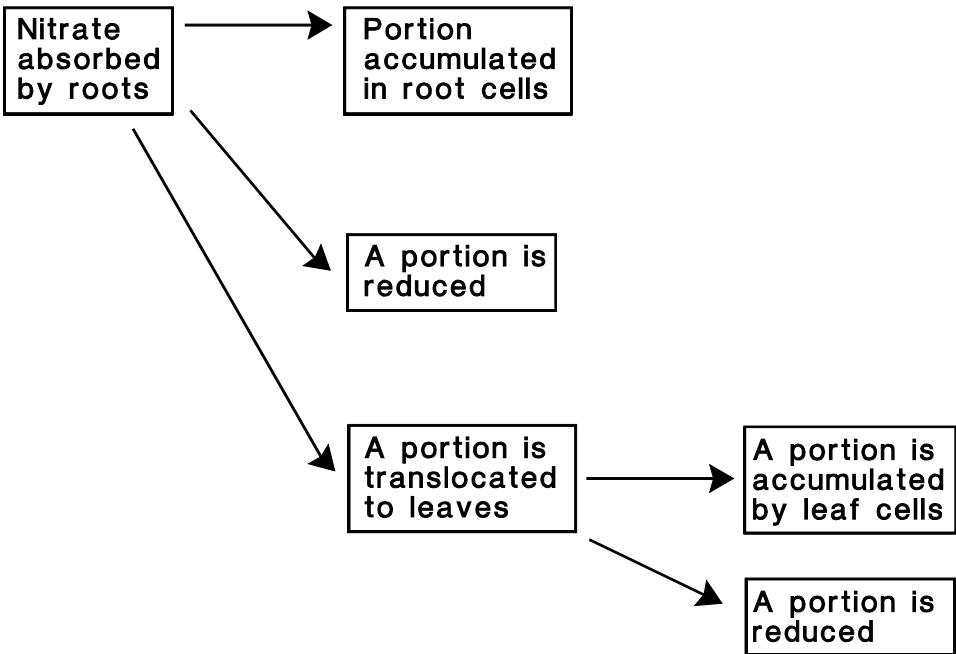 Nitrate
absorbed
by roots
Portion
accumulated
in root cells
A portion is
reduced
A portion is
translocated
to leaves
A portion is
accumulated
by leaf cells
A portion is
reduced